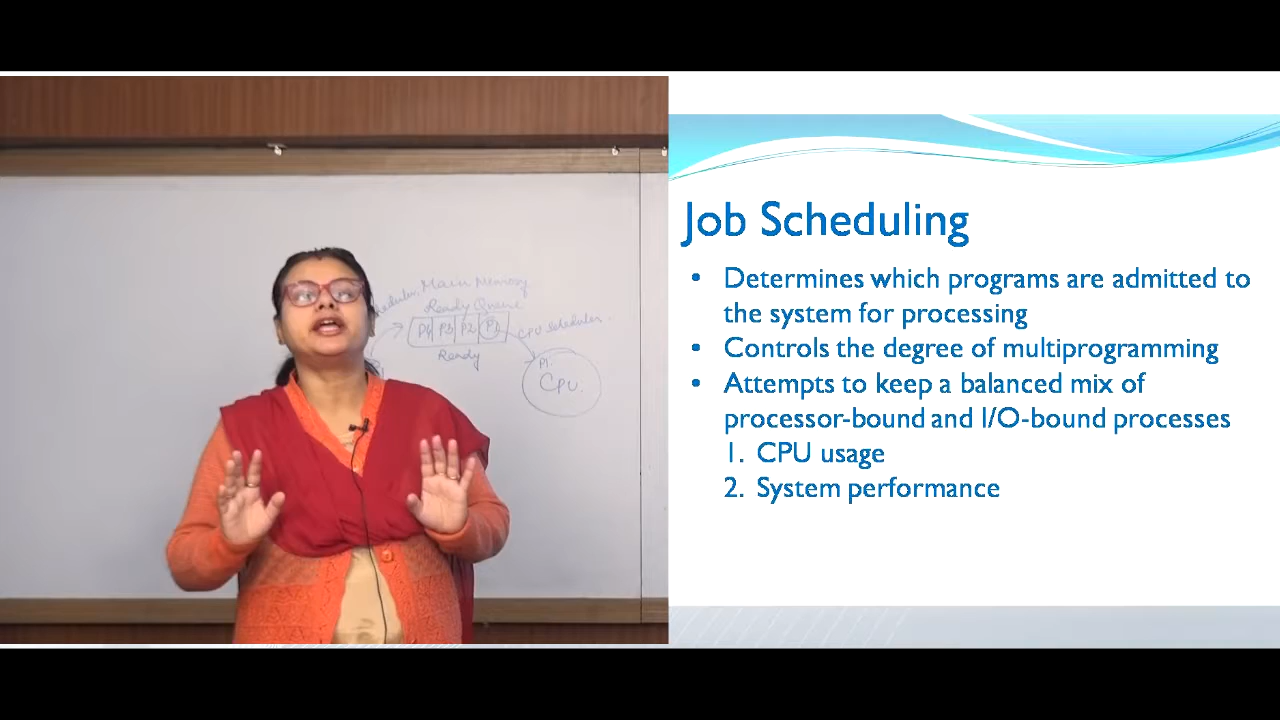 Main Memory
Ready Queue
P4 P3 P2 P1
CPU scheduler.
Ready
P1.
CPU.
Job Scheduling
• Determines which programs are admitted to
the system for processing
• Controls the degree of multiprogramming
• Attempts to keep a balanced mix of
processor-bound and I/O-bound processes
1. CPU usage
2. System performance